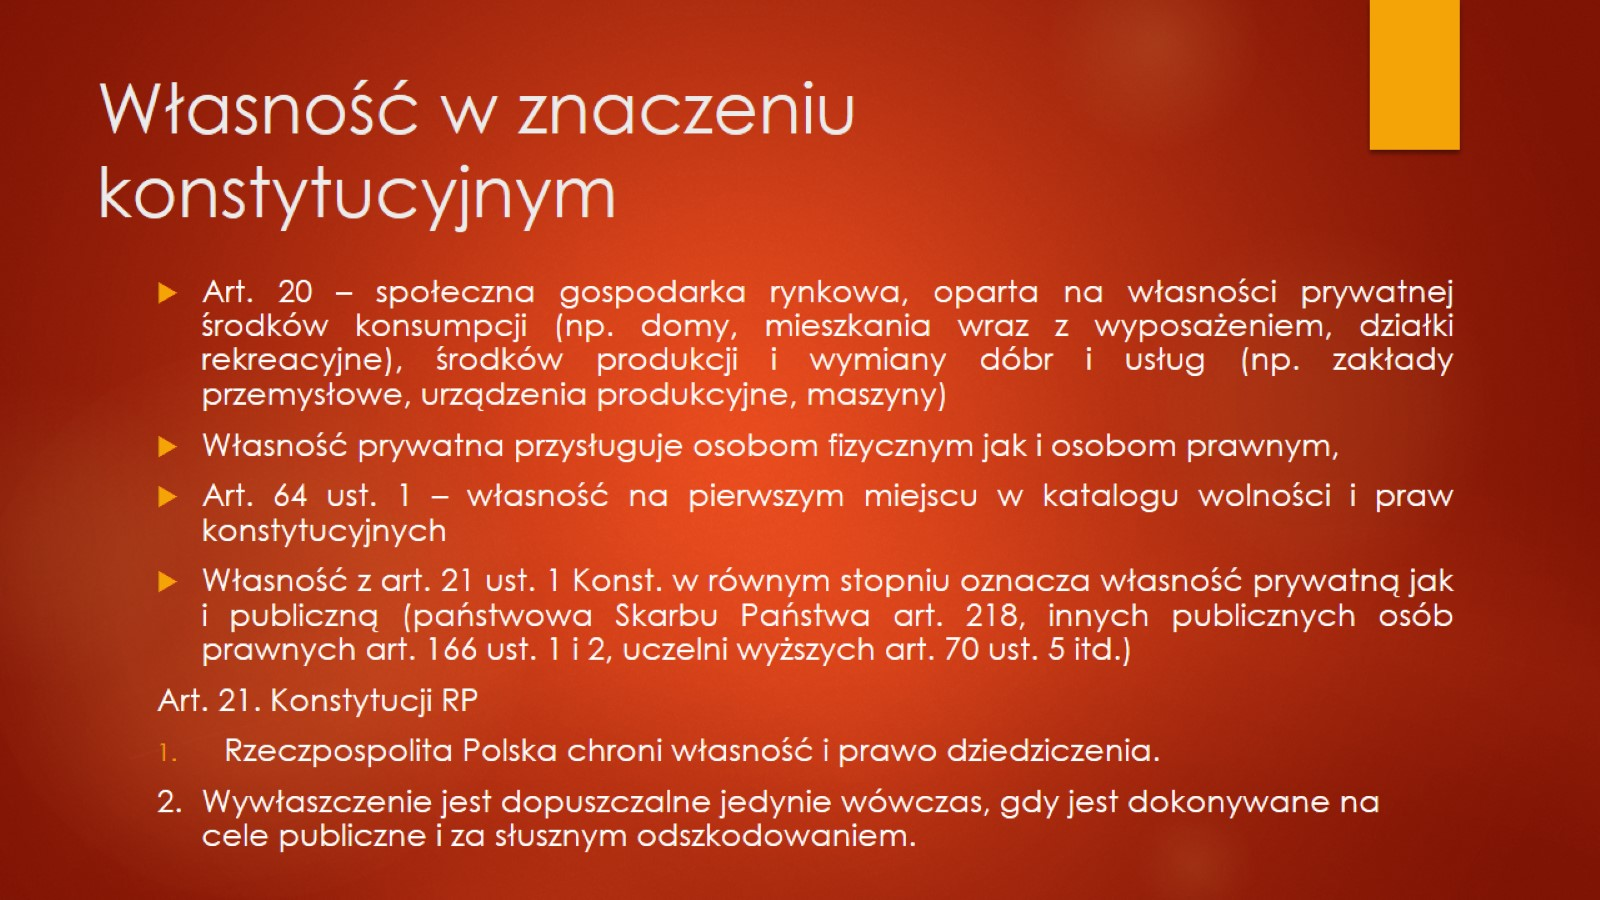 Własność w znaczeniu
konstytucyjnym
Art. 20 – społeczna gospodarka rynkowa, oparta na własności prywatnej
środków konsumpcji (np. domy, mieszkania wraz z wyposażeniem, działki
rekreacyjne), środków produkcji i wymiany dóbr i usług (np. zakłady
przemysłowe, urządzenia produkcyjne, maszyny)
Własność prywatna przysługuje osobom fizycznym jak i osobom prawnym,
Art. 64 ust. 1 – własność na pierwszym miejscu w katalogu wolności i praw
konstytucyjnych
Własność z art. 21 ust. 1 Konst. w równym stopniu oznacza własność prywatną jak
i publiczną (państwowa Skarbu Państwa art. 218, innych publicznych osób
prawnych art. 166 ust. 1 i 2, uczelni wyższych art. 70 ust. 5 itd.)
Art. 21. Konstytucji RP
1. Rzeczpospolita Polska chroni własność i prawo dziedziczenia.
2. Wywłaszczenie jest dopuszczalne jedynie wówczas, gdy jest dokonywane na
cele publiczne i za słusznym odszkodowaniem.